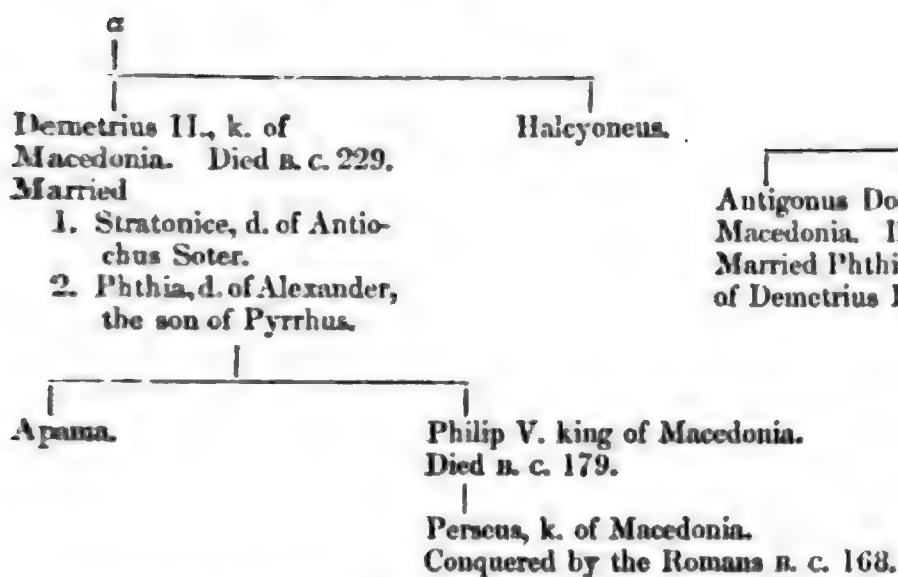 α
Demetrius II., k. of
Macedonia. Died B. C. 229.
Married
1. Stratonice, d. of Antio-
chus Soter.
2. Phthia, d. of Alexander,
the son of Pyrrhus.
Halcyoneus.
Antigonus Do
Macedonia.
Married Phthi
of Demetrius
Apama.
Philip V. king of Macedonia.
Died B. C. 179.
Perseus, k. of Macedonia.
Conquered by the Romans B. C. 168.